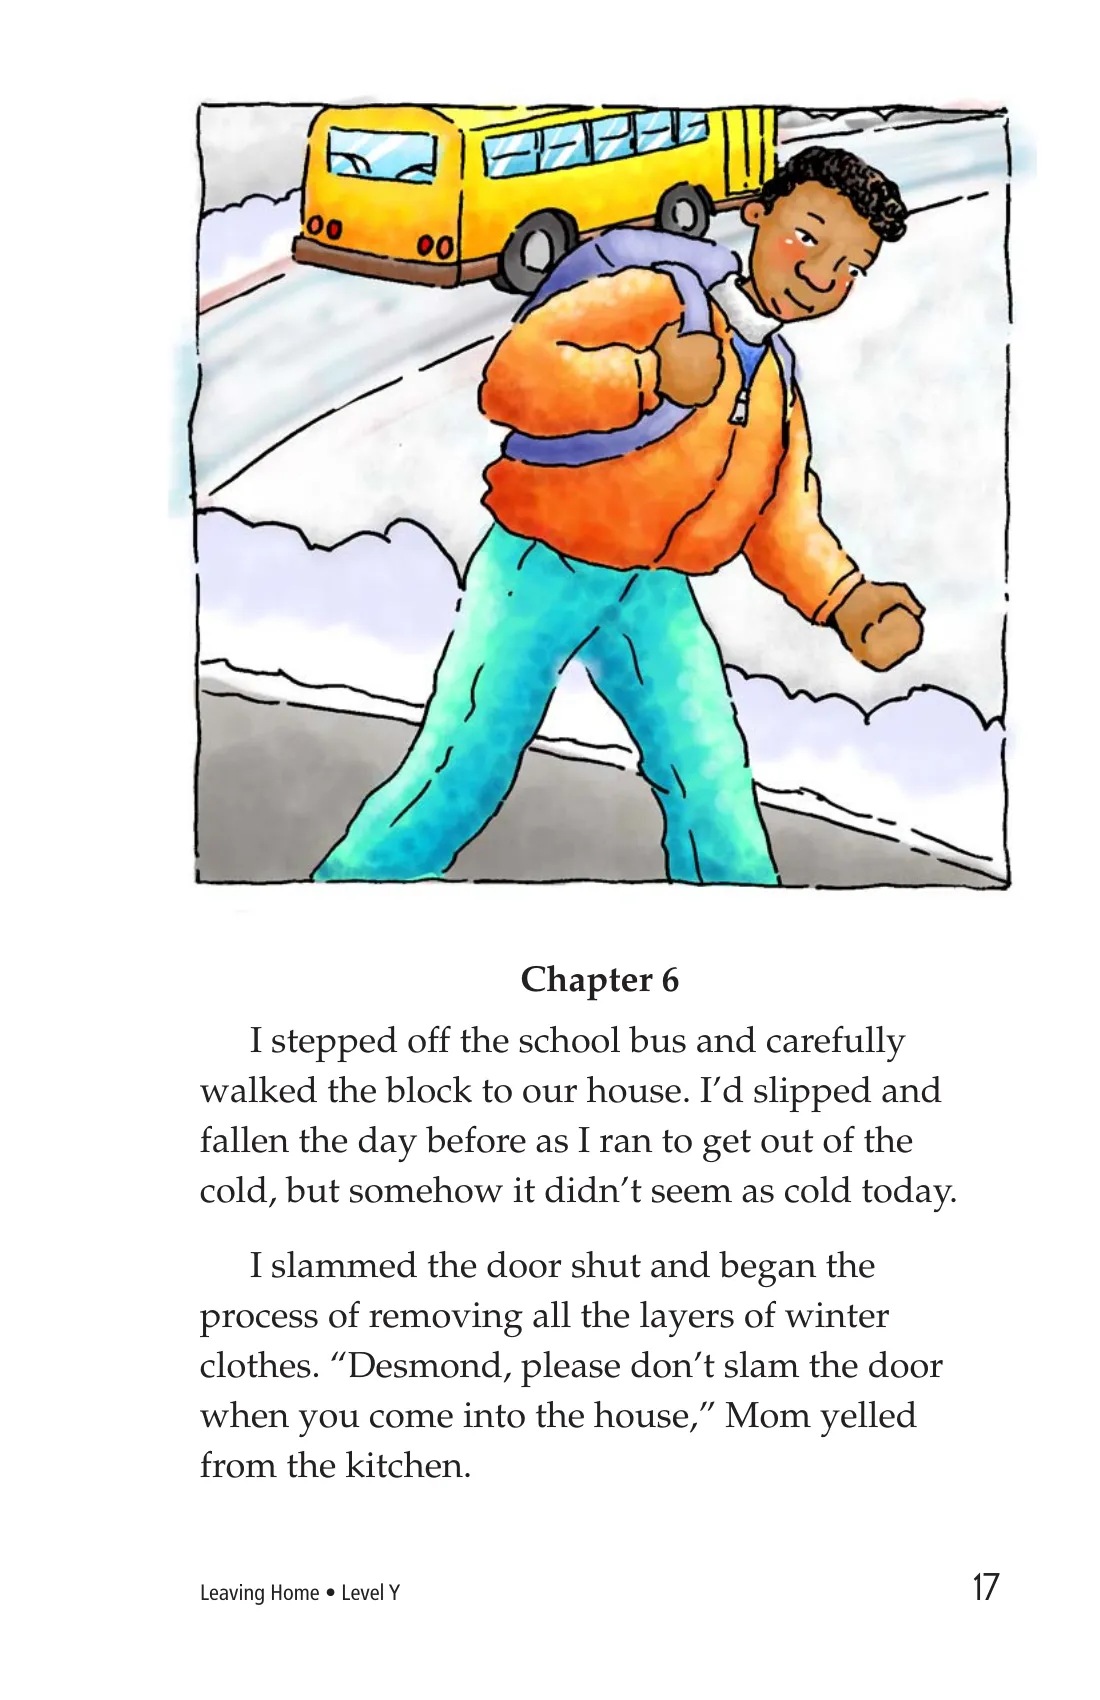 Chapter 6
I stepped off the school bus and carefully
walked the block to our house. I’d slipped and
fallen the day before as I ran to get out of the
cold, but somehow it didn’t seem as cold today.
I slammed the door shut and began the
process of removing all the layers of winter
clothes. “Desmond, please don’t slam the door
when you come into the house,” Mom yelled
from the kitchen.
Leaving Home • Level Y
17